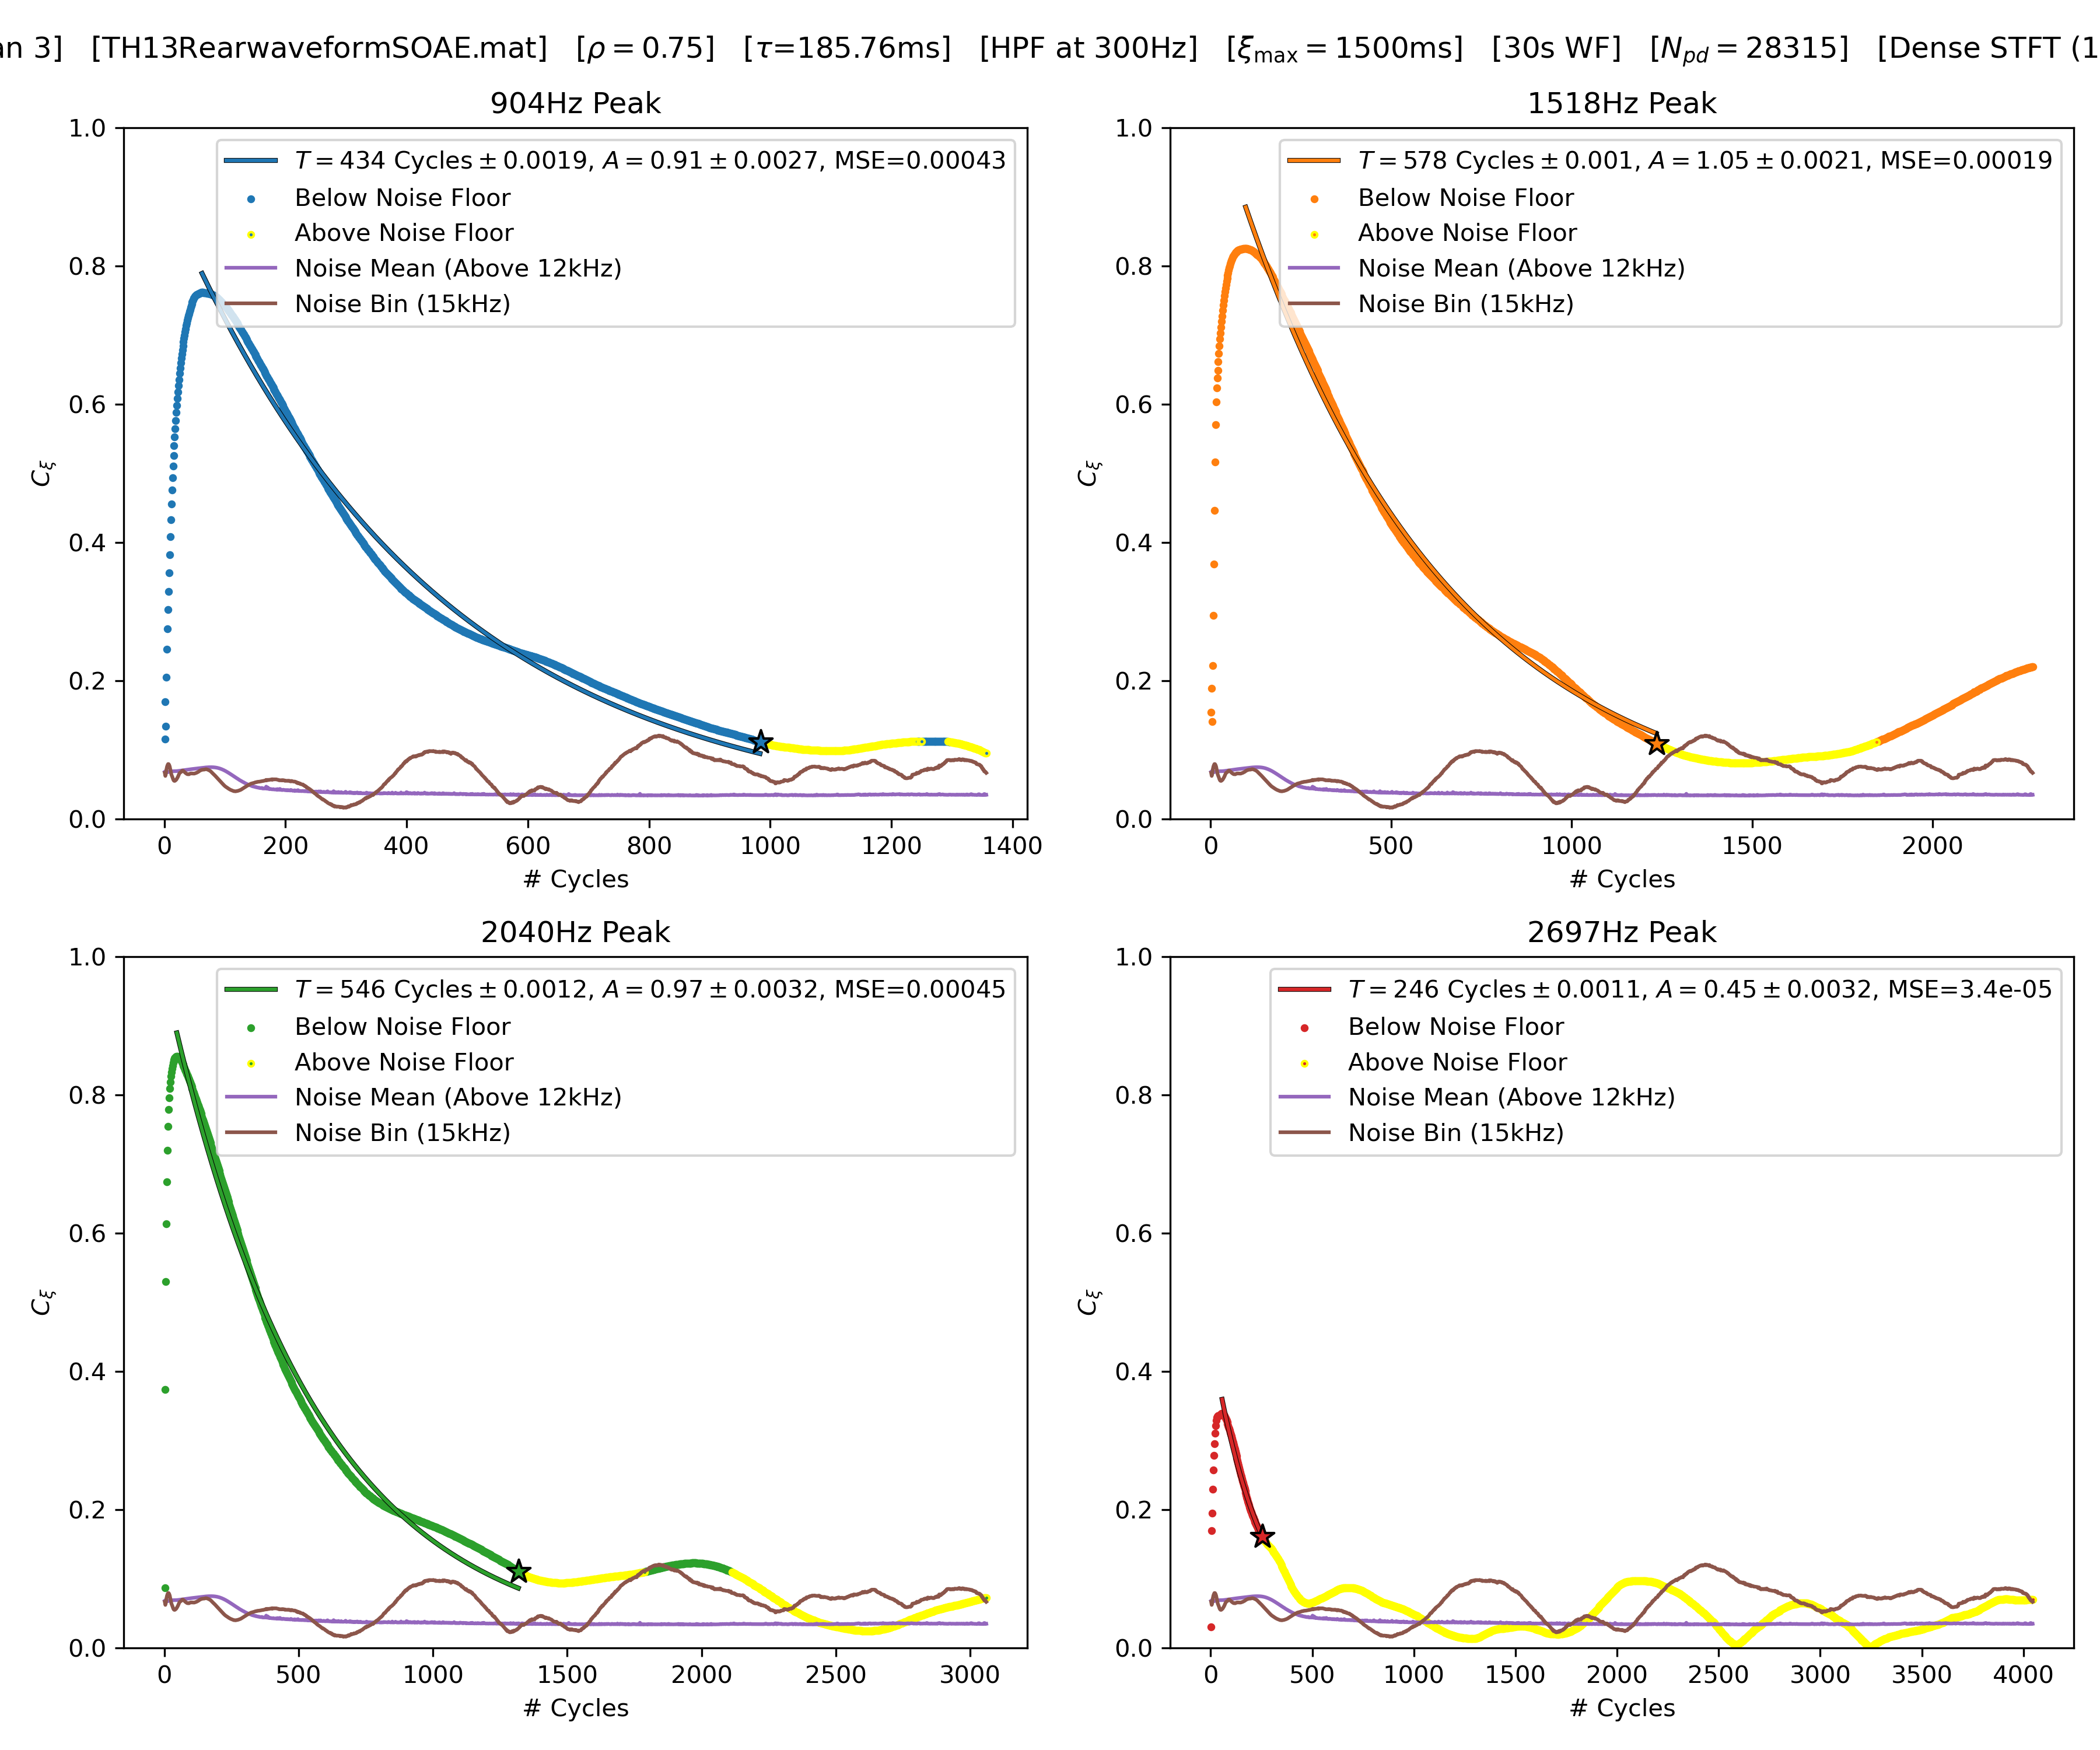 an 3] [TH13RearwaveformSOAE.mat] [ρ = 0.75] [τ=185.76ms] [HPF at 300Hz] [ξmax = 1500ms] [30s WF] [Npd = 28315] [Dense STFT (1
904Hz Peak
T = 434 Cycles ± 0.0019, A = 0.91 ± 0.0027, MSE=0.00043
Below Noise Floor
Above Noise Floor
Noise Mean (Above 12kHz)
Noise Bin (15kHz)
1.0
0.8
0.6
0.4
0.2
0.0
Cξ
0 200 400 600 800 1000 1200 1400
# Cycles
1518Hz Peak
T = 578 Cycles ± 0.001, A = 1.05 ± 0.0021, MSE=0.00019
Below Noise Floor
Above Noise Floor
Noise Mean (Above 12kHz)
Noise Bin (15kHz)
1.0
0.8
0.6
0.4
0.2
0.0
Cξ
0 500 1000 1500 2000
# Cycles
2040Hz Peak
T = 546 Cycles ± 0.0012, A = 0.97 ± 0.0032, MSE=0.00045
Below Noise Floor
Above Noise Floor
Noise Mean (Above 12kHz)
Noise Bin (15kHz)
1.0
0.8
0.6
0.4
0.2
0.0
Cξ
0 500 1000 1500 2000 2500 3000
# Cycles
2697Hz Peak
T = 246 Cycles ± 0.0011, A = 0.45 ± 0.0032, MSE=3.4e-05
Below Noise Floor
Above Noise Floor
Noise Mean (Above 12kHz)
Noise Bin (15kHz)
1.0
0.8
0.6
0.4
0.2
0.0
Cξ
0 500 1000 1500 2000 2500 3000 3500 4000
# Cycles